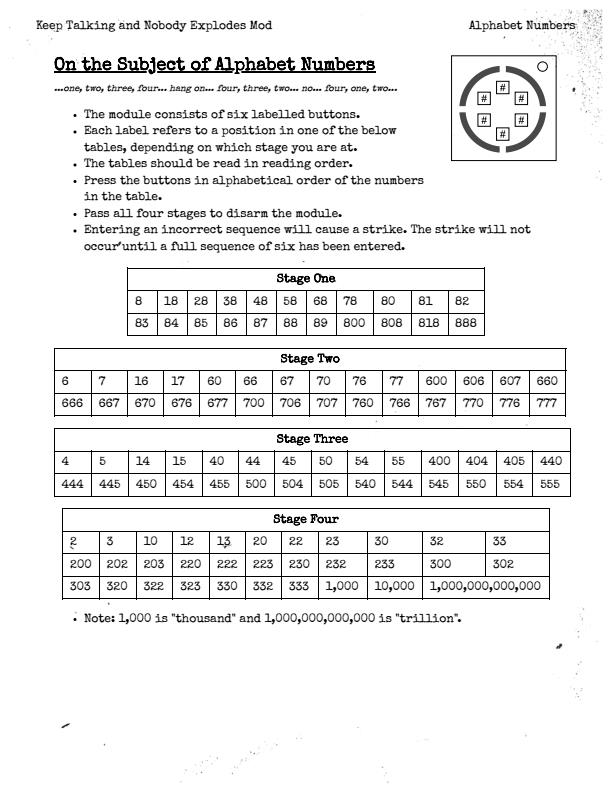 Keep Talking and Nobody Explodes Mod Alphabet Numbers
On the Subject of Alphabet Numbers
...one, two, three, four... hang on... four, three, two... no... four, one, two...
• The module consists of six labelled buttons.
• Each label refers to a position in one of the below
tables, depending on which stage you are at.
• The tables should be read in reading order.
• Press the buttons in alphabetical order of the numbers
in the table.
• Pass all four stages to disarm the module.
• Entering an incorrect sequence will cause a strike. The strike will not
occur until a full sequence of six has been entered.
# # # # # #
Stage One
8 18 28 38 48 58 68 78 80 81 82
83 84 85 86 87 88 89 800 808 818 888
Stage Two
6 7 16 17 60 66 67 70 76 77 600 606 607 660
666 667 670 676 677 700 706 707 760 766 767 770 776 777
Stage Three
4 5 14 15 40 44 45 50 54 55 400 404 405 440
444 445 450 454 455 500 504 505 540 544 545 550 554 555
Stage Four
2 3 10 12 13 20 22 23 30 32 33
200 202 203 220 222 223 230 232 233 300 302
303 320 322 323 330 332 333 1,000 10,000 1,000,000,000,000
• Note: 1,000 is "thousand" and 1,000,000,000,000 is "trillion".